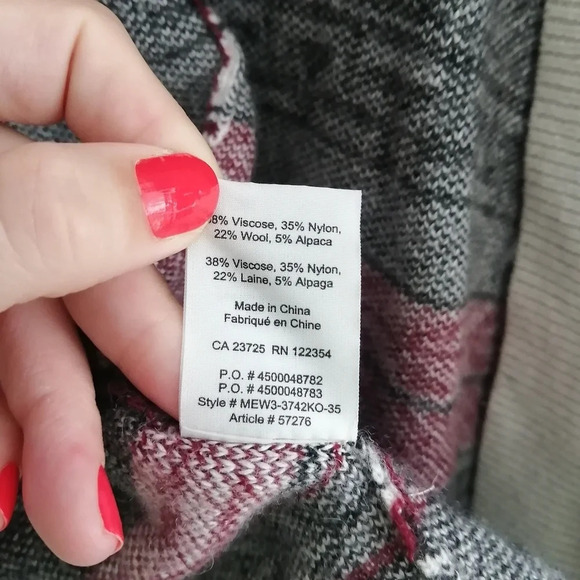 38% Viscose, 35% Nylon,
22% Wool, 5% Alpaca
38% Viscose, 35% Nylon,
22% Laine, 5% Alpaga
Made in China
Fabriqué en Chine
CA 23725 RN 122354
P.O. # 4500048782
P.O. # 4500048783
Style # MEW3-3742KO-35
Article # 57276